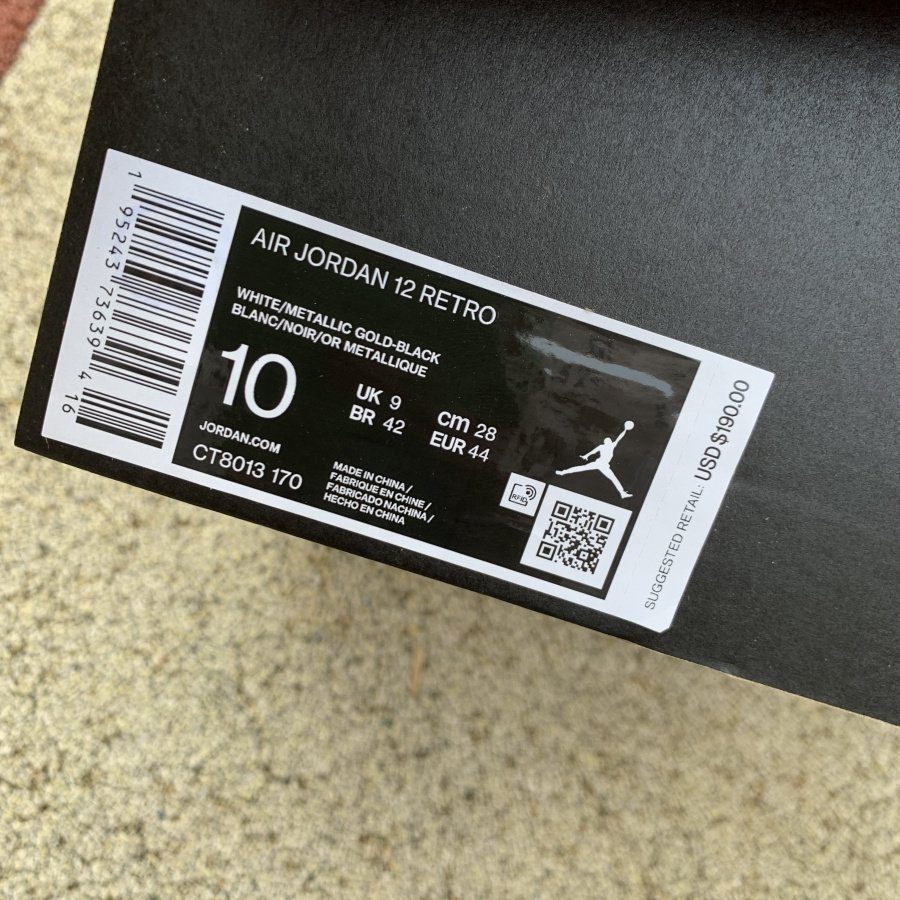 1 95243 73639 4 16
AIR JORDAN 12 RETRO
WHITE/METALLIC GOLD-BLACK
BLANC/NOIR/OR METALLIQUE
10
UK 9
BR 42
cm 28
EUR 44
JORDAN.COM
CT8013 170
MADE IN CHINA /
FABRIQUE EN CHINE /
FABRICADO NACHINA /
HECHO EN CHINA
RFID
SUGGESTED RETAIL: USD $190.00